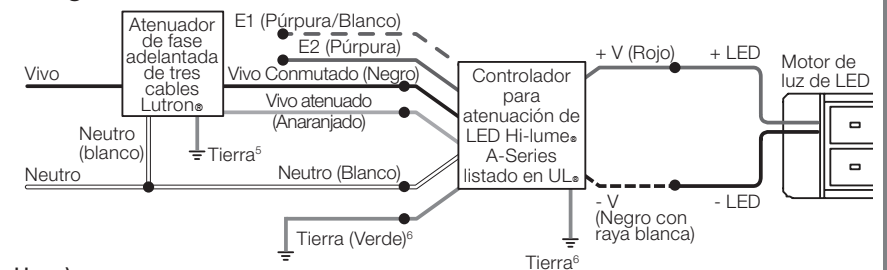 Atenuador
de fase
adelantada
de tres
cables
Lutron®
E1 (Púrpura/Blanco)
E2 (Púrpura)
Vivo
Vivo Conmutado (Negro)
Vivo atenuado
(Anaranjado)
Neutro
(blanco)
Tierra⁵
Neutro
Neutro (Blanco)
Tierra (Verde)⁶
Controlador
para
atenuación de
LED Hi-lume®
A-Series
listado en UL®
Tierra⁶
+ V (Rojo)
+ LED
Motor de
luz de LED
- V
(Negro con
raya blanca)
- LED